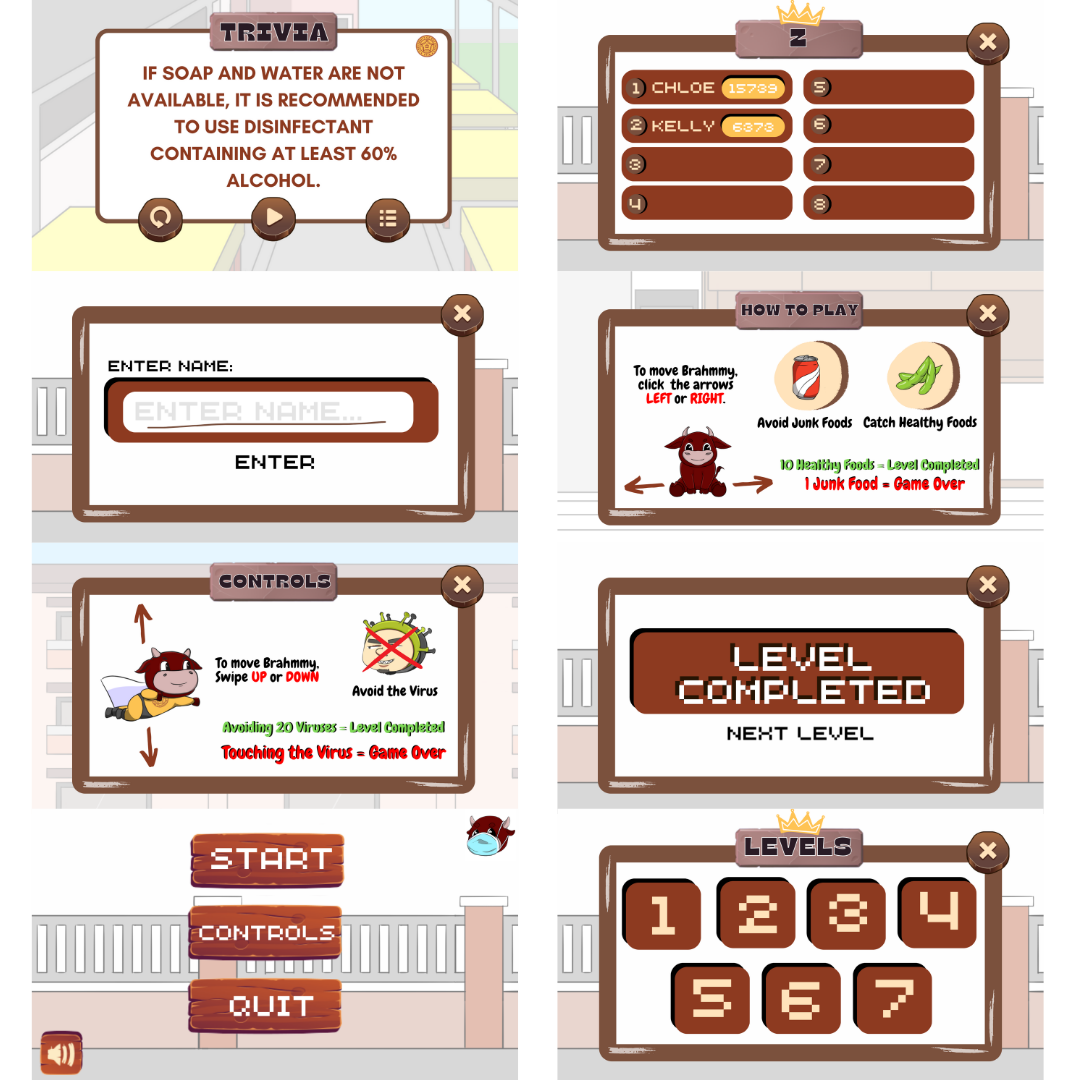 TRIVIA
IF SOAP AND WATER ARE NOT
AVAILABLE, IT IS RECOMMENDED
TO USE DISINFECTANT
CONTAINING AT LEAST 60%
ALCOHOL.
Z
1 CHLOE 15739
2 KELLY 6373
3
4
5
6
7
8
ENTER NAME:
ENTER NAME...
ENTER
HOW TO PLAY
To move Brahmmy,
click the arrows
LEFT or RIGHT.
Avoid Junk Foods
Catch Healthy Foods
10 Healthy Foods = Level Completed
1 Junk Food = Game Over
CONTROLS
To move Brahmmy,
Swipe UP or DOWN
Avoid the Virus
Avoiding 20 Viruses = Level Completed
Touching the Virus = Game Over
LEVEL
COMPLETED
NEXT LEVEL
START
CONTROLS
QUIT
LEVELS
1 2 3 4
5 6 7